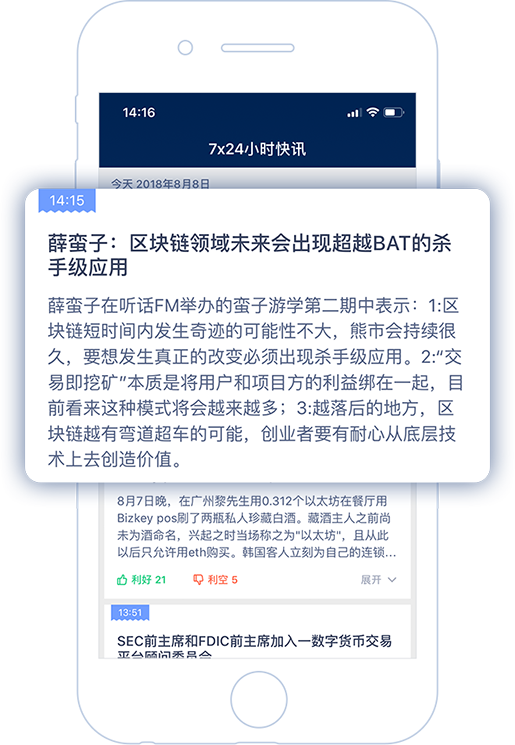 14:16
7x24小时快讯
今天 2018年8月8日
14:15
薛蛮子：区块链领域未来会出现超越BAT的杀
手级应用
薛蛮子在听话FM举办的蛮子游学第二期中表示：1:区
块链短时间内发生奇迹的可能性不大，熊市会持续很
久，要想发生真正的改变必须出现杀手级应用。2:“交
易即挖矿”本质是将用户和项目方的利益绑在一起，目
前看来这种模式将会越来越多；3:越落后的地方，区
块链越有弯道超车的可能，创业者要有耐心从底层技
术上去创造价值。
8月7日晚，在广州黎先生用0.312个以太坊在餐厅用
Bizkey pos刷了两瓶私人珍藏白酒。藏酒主人之前尚
未为酒命名，兴起之时当场称之为"以太坊"，且从此
以后只允许用eth购买。韩国客人立刻为自己的连锁...
利好 21 利空 5 展开
13:51
SEC前主席和FDIC前主席加入一数字货币交易
平台顾问委员会